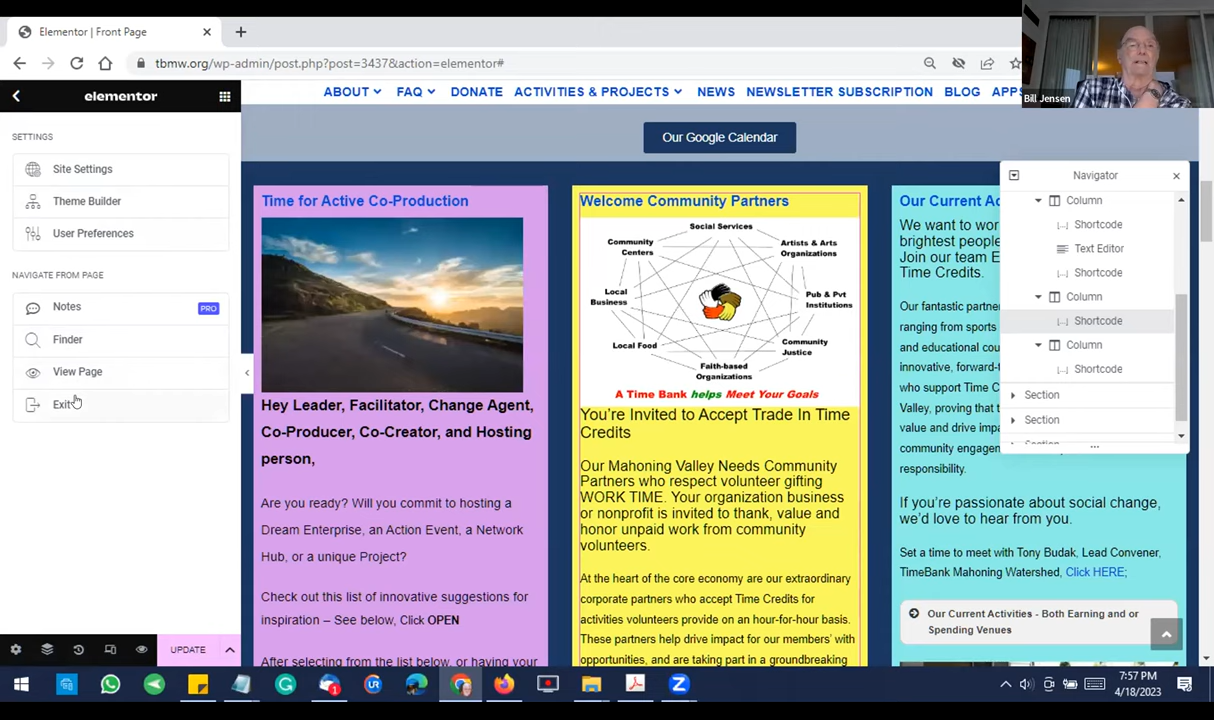 Elementor | Front Page
tbmw.org/wp-admin/post.php?post=3437&action=elementor#
Bill Jensen
elementor
SETTINGS
Site Settings
Theme Builder
User Preferences
NAVIGATE FROM PAGE
Notes
PRO
Finder
View Page
Exit
UPDATE
ABOUT
FAQ
DONATE
ACTIVITIES & PROJECTS
NEWS
NEWSLETTER SUBSCRIPTION
BLOG
APPS
Our Google Calendar
Time for Active Co-Production
Hey Leader, Facilitator, Change Agent,
Co-Producer, Co-Creator, and Hosting
person,
Are you ready? Will you commit to hosting a
Dream Enterprise, an Action Event, a Network
Hub, or a unique Project?
Check out this list of innovative suggestions for
inspiration – See below, Click OPEN
After selecting from the list below, or having your
Welcome Community Partners
Social Services
Community
Centers
Artists & Arts
Organizations
Local
Business
Pub & Pvt
Institutions
Local Food
Community
Justice
Faith-based
Organizations
A Time Bank helps Meet Your Goals
You're Invited to Accept Trade In Time
Credits
Our Mahoning Valley Needs Community
Partners who respect volunteer gifting
WORK TIME. Your organization business
or nonprofit is invited to thank, value and
honor unpaid work from community
volunteers.
At the heart of the core economy are our extraordinary
corporate partners who accept Time Credits for
activities volunteers provide on an hour-for-hour basis.
These partners help drive impact for our members' with
opportunities, and are taking part in a groundbreaking
Our Current Ac
We want to wor
brightest people
Join our team E
Time Credits.
Our fantastic partne
ranging from sports
and educational cou
innovative, forward-t
who support Time C
Valley, proving that t
value and drive impa
community engagem
responsibility.
If you're passionate about social change,
we'd love to hear from you.
Set a time to meet with Tony Budak, Lead Convener,
TimeBank Mahoning Watershed, Click HERE;
Our Current Activities - Both Earning and or
Spending Venues
Navigator
Column
Shortcode
Text Editor
Shortcode
Column
Shortcode
Column
Shortcode
Section
Section
7:57 PM
4/18/2023